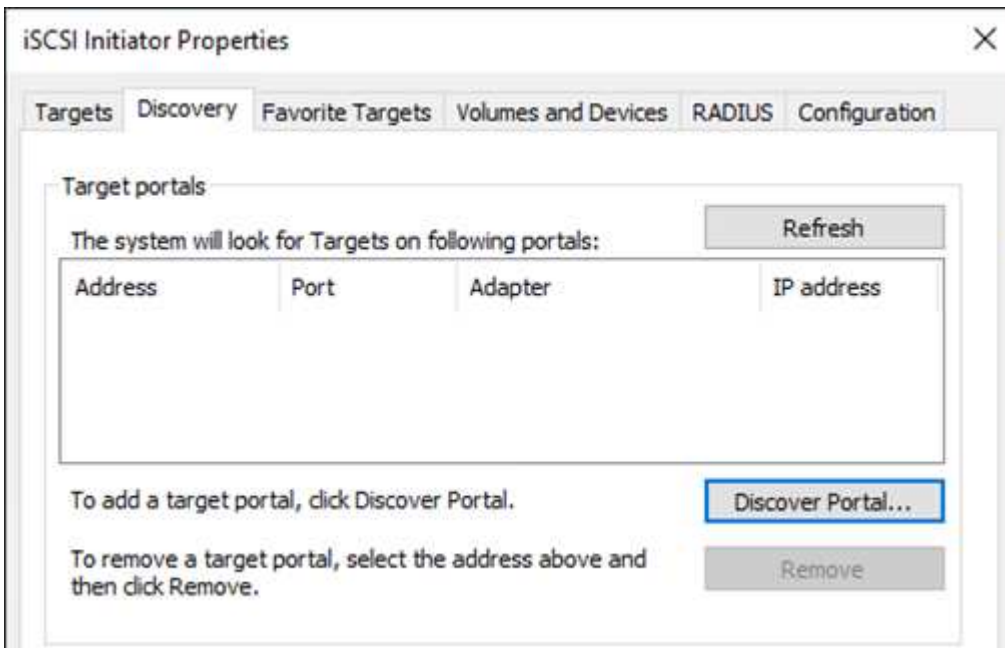 iSCSI Initiator Properties
Targets Discovery Favorite Targets Volumes and Devices RADIUS Configuration
Target portals
Refresh
The system will look for Targets on following portals:
Address Port Adapter IP address
To add a target portal, click Discover Portal.
Discover Portal...
To remove a target portal, select the address above and
then click Remove.
Remove